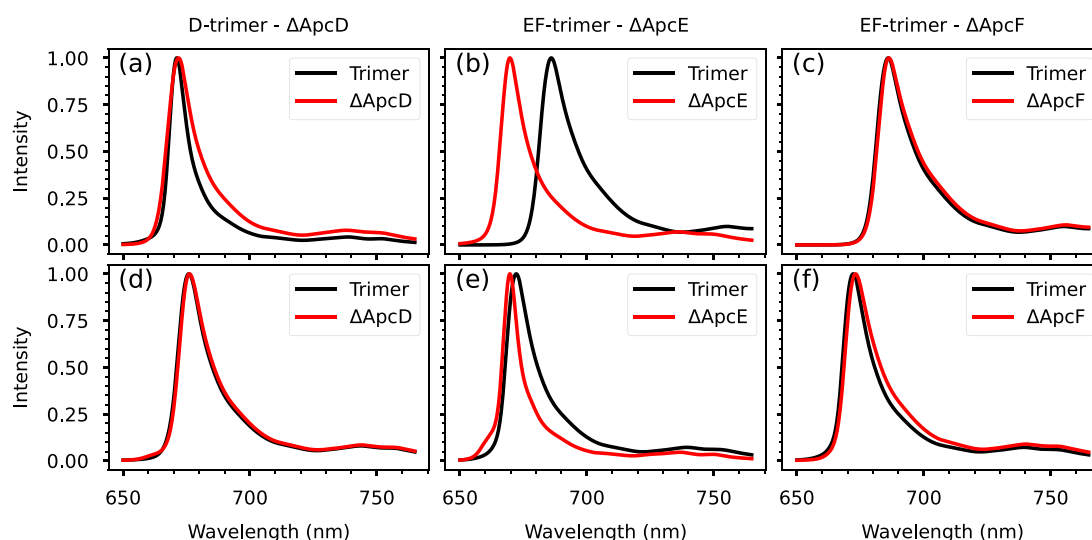 D-trimer - ΔApcD
EF-trimer - ΔApcE
EF-trimer - ΔApcF
(a)
Trimer
ΔApcD
(b)
Trimer
ΔApcE
(c)
Trimer
ΔApcF
Intensity
1.00
0.75
0.50
0.25
0.00
(d)
Trimer
ΔApcD
(e)
Trimer
ΔApcE
(f)
Trimer
ΔApcF
Intensity
1.00
0.75
0.50
0.25
0.00
650
700
750
650
700
750
650
700
750
Wavelength (nm)
Wavelength (nm)
Wavelength (nm)